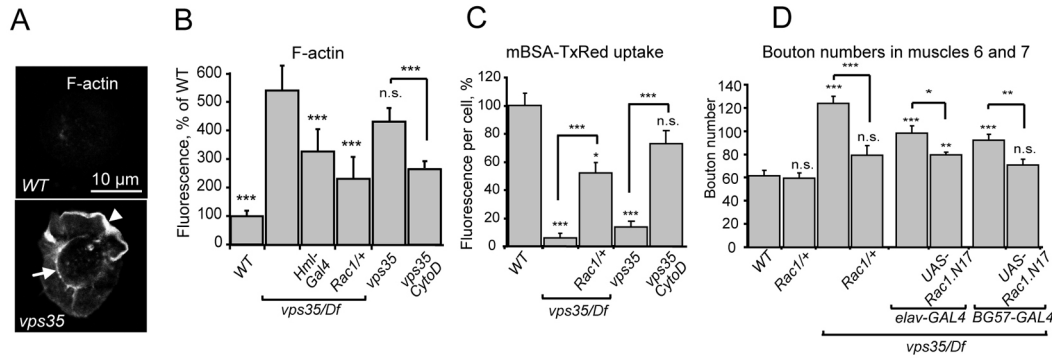 A
F-actin
WT
10 µm
vps35
B
F-actin
Fluorescence, % of WT
600
500
400
300
200
100
0
***
***
***
n.s.
***
WT
Hml-Gal4
Rac1/+
vps35
vps35 CytoD
vps35/Df
C
mBSA-TxRed uptake
Fluorescence per cell, %
120
100
80
60
40
20
0
***
***
*
***
***
n.s.
WT
Rac1/+
vps35
vps35 CytoD
vps35/Df
D
Bouton numbers in muscles 6 and 7
Bouton number
140
120
100
80
60
40
20
0
n.s.
***
***
n.s.
***
*
**
***
**
n.s.
WT
Rac1/+
Rac1/+
UAS-Rac1.N17
UAS-Rac1.N17
elav-GAL4
BG57-GAL4
vps35/Df